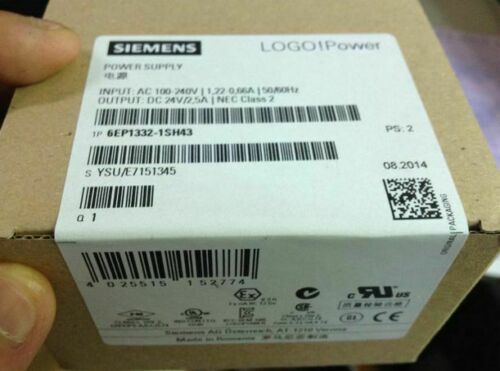 SIEMENS
LOGO!Power
POWER SUPPLY
电源
INPUT: AC 100-240V | 1,22-0,66A | 50/60Hz
OUTPUT: DC 24V/2,5A | NEC Class 2
1P 6EP1332-1SH43
PS: 2
S YSU/E7151345
08.2014
Q 1
ORIGINAL PACKAGING
4 025515 152774
Siemens AG Österreich, AT 1210 Vienna
Made in Romania